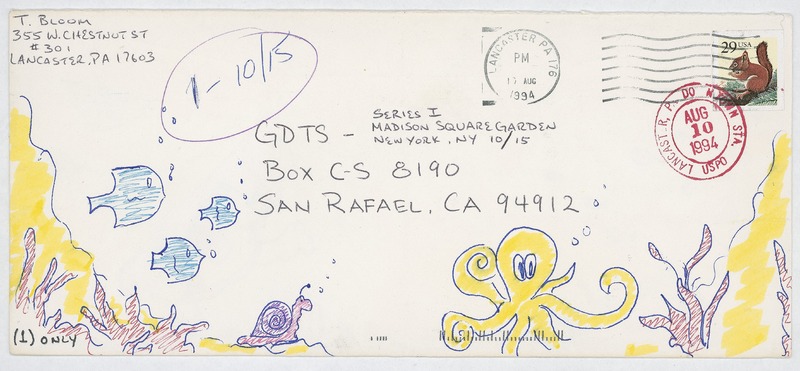 T. BLOOM
355 W. CHESTNUT ST
#301
LANCASTER, PA 17603
1-10/15
LANCASTER PA 176
PM
AUG
1994
29 USA
AUG
10
1994
USPO
STA.
GDTS - SERIES I
MADISON SQUARE GARDEN
NEW YORK, NY 10/15
BOX C-S 8190
SAN RAFAEL, CA 94912
(1) ONLY